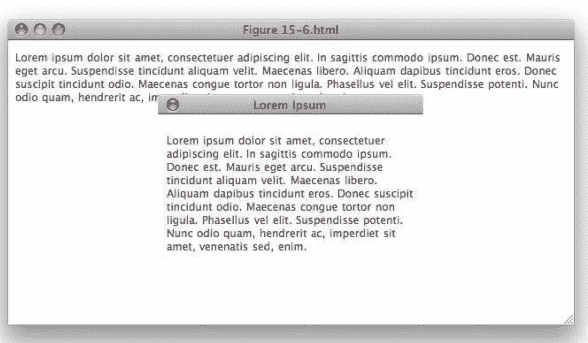 Figure 15-6.html
Lorem ipsum dolor sit amet, consectetuer adipiscing elit. In sagittis commodo ipsum. Donec est. Mauris
eget arcu. Suspendisse tincidunt aliquam velit. Maecenas libero. Aliquam dapibus tincidunt eros. Donec
suscipit tincidunt odio. Maecenas congue tortor non ligula. Phasellus vel elit. Suspendisse potenti. Nunc
odio quam, hendrerit ac,
Lorem Ipsum
Lorem ipsum dolor sit amet, consectetuer
adipiscing elit. In sagittis commodo ipsum.
Donec est. Mauris eget arcu. Suspendisse
tincidunt aliquam velit. Maecenas libero.
Aliquam dapibus tincidunt eros. Donec suscipit
tincidunt odio. Maecenas congue tortor non
ligula. Phasellus vel elit. Suspendisse potenti.
Nunc odio quam, hendrerit ac, imperdiet sit
amet, venenatis sed, enim.